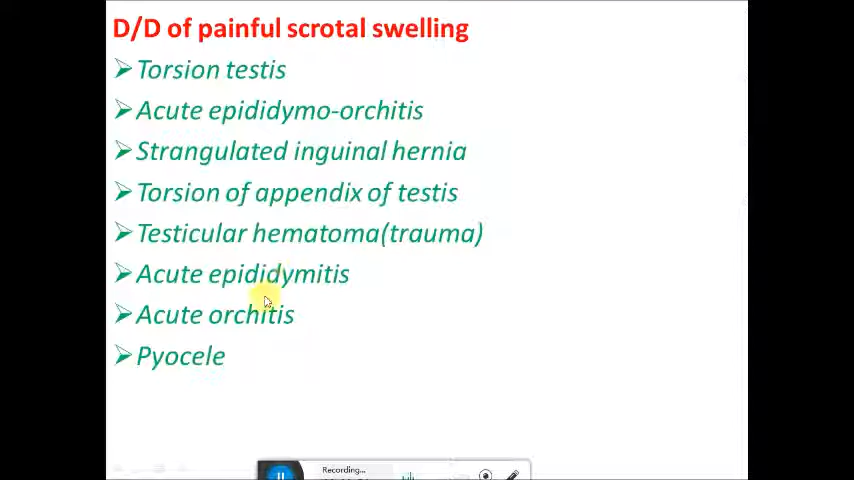 D/D of painful scrotal swelling
Torsion testis
Acute epididymo-orchitis
Strangulated inguinal hernia
Torsion of appendix of testis
Testicular hematoma(trauma)
Acute epididymitis
Acute orchitis
Pyocele
Recording...